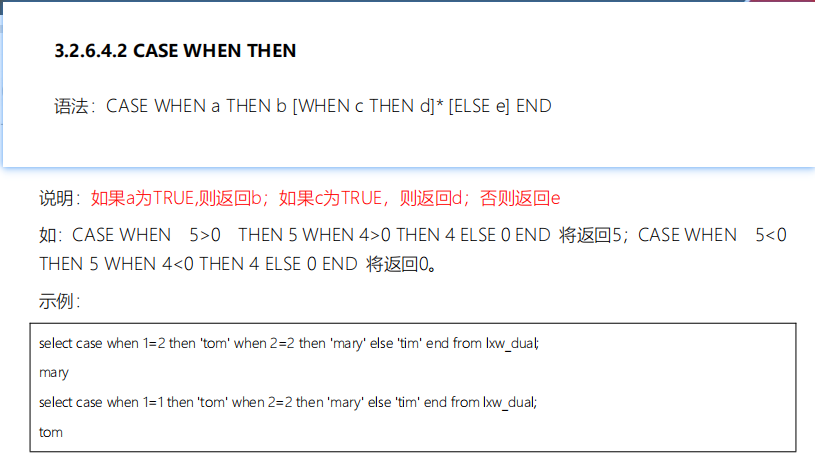 3.2.6.4.2 CASE WHEN THEN
语法：CASE WHEN a THEN b [WHEN c THEN d]* [ELSE e] END
说明：如果a为TRUE,则返回b；如果c为TRUE，则返回d；否则返回e
如：CASE WHEN 5>0 THEN 5 WHEN 4>0 THEN 4 ELSE 0 END 将返回5；CASE WHEN 5<0
THEN 5 WHEN 4<0 THEN 4 ELSE 0 END 将返回0。
示例：
select case when 1=2 then 'tom' when 2=2 then 'mary' else 'tim' end from lxw_dual;
mary
select case when 1=1 then 'tom' when 2=2 then 'mary' else 'tim' end from lxw_dual;
tom